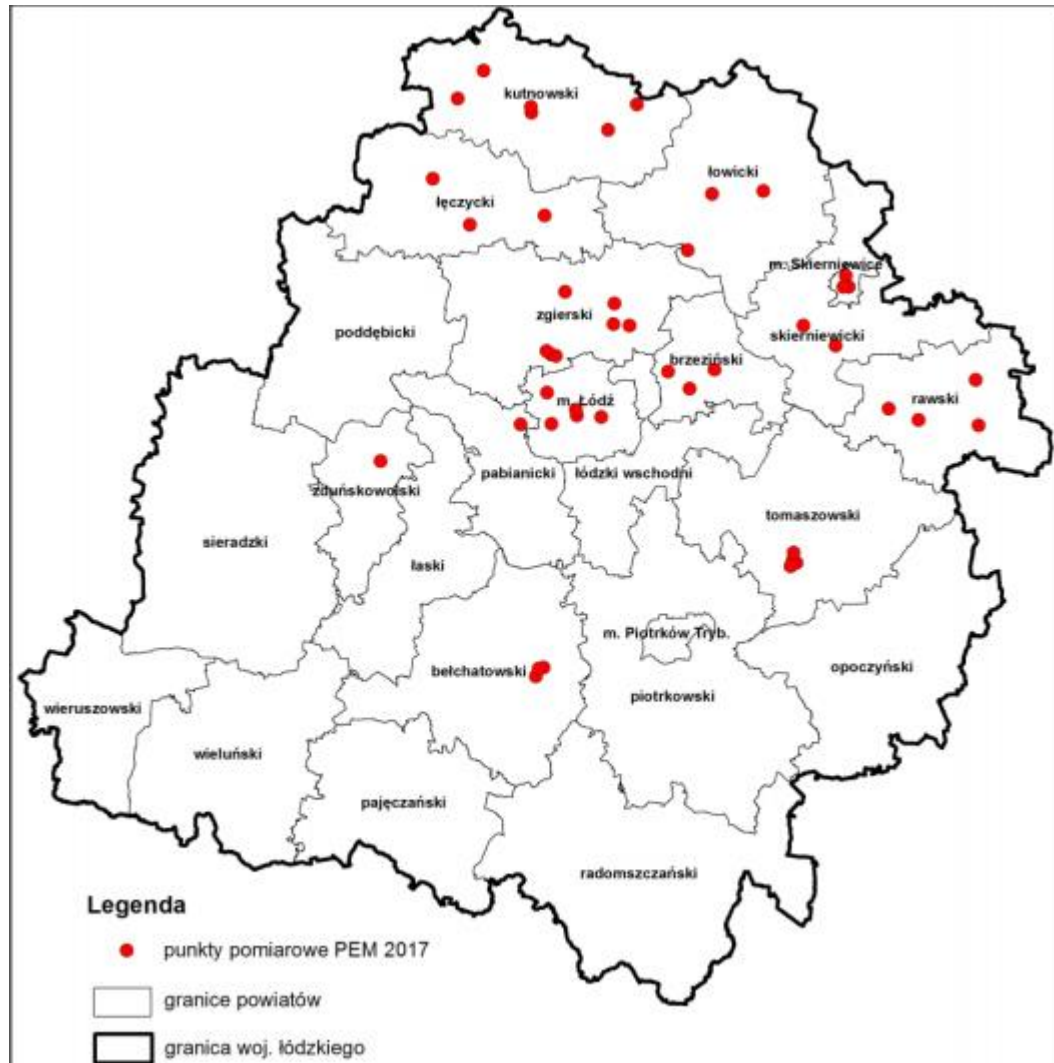 kutnowski
łowicki
łęczycki
m. Skierniewice
zgierski
poddębicki
skierniewicki
brzeziński
m. Łódź
rawski
pabianicki
łódzki wschodni
zduńskowolski
tomaszowski
sieradzki
łaski
m. Piotrków Tryb.
bełchatowski
opoczyński
piotrkowski
wieruszowski
wieluński
pajęczański
radomszczański
Legenda
punkty pomiarowe PEM 2017
granice powiatów
granica woj. łódzkiego